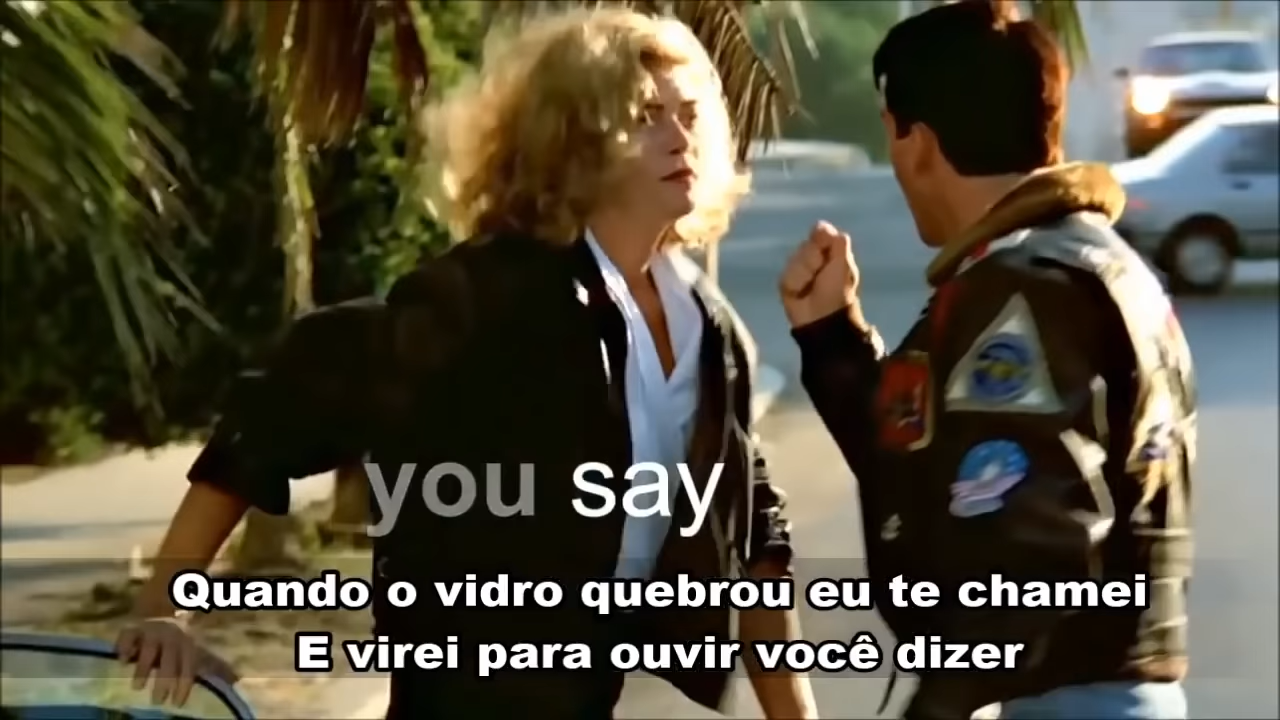 you say
Quando o vidro quebrou eu te chamei
E virei para ouvir você dizer